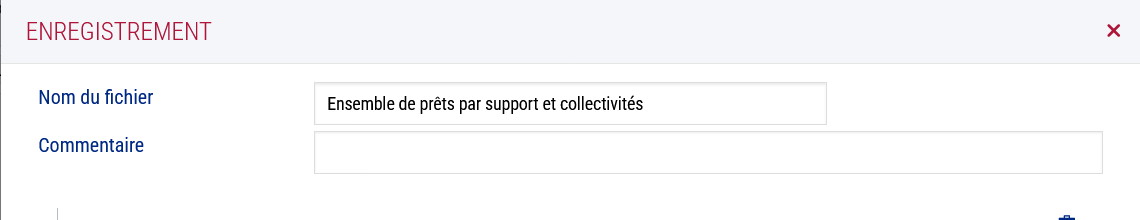 ENREGISTREMENT
Nom du fichier
Ensemble de prêts par support et collectivités
Commentaire